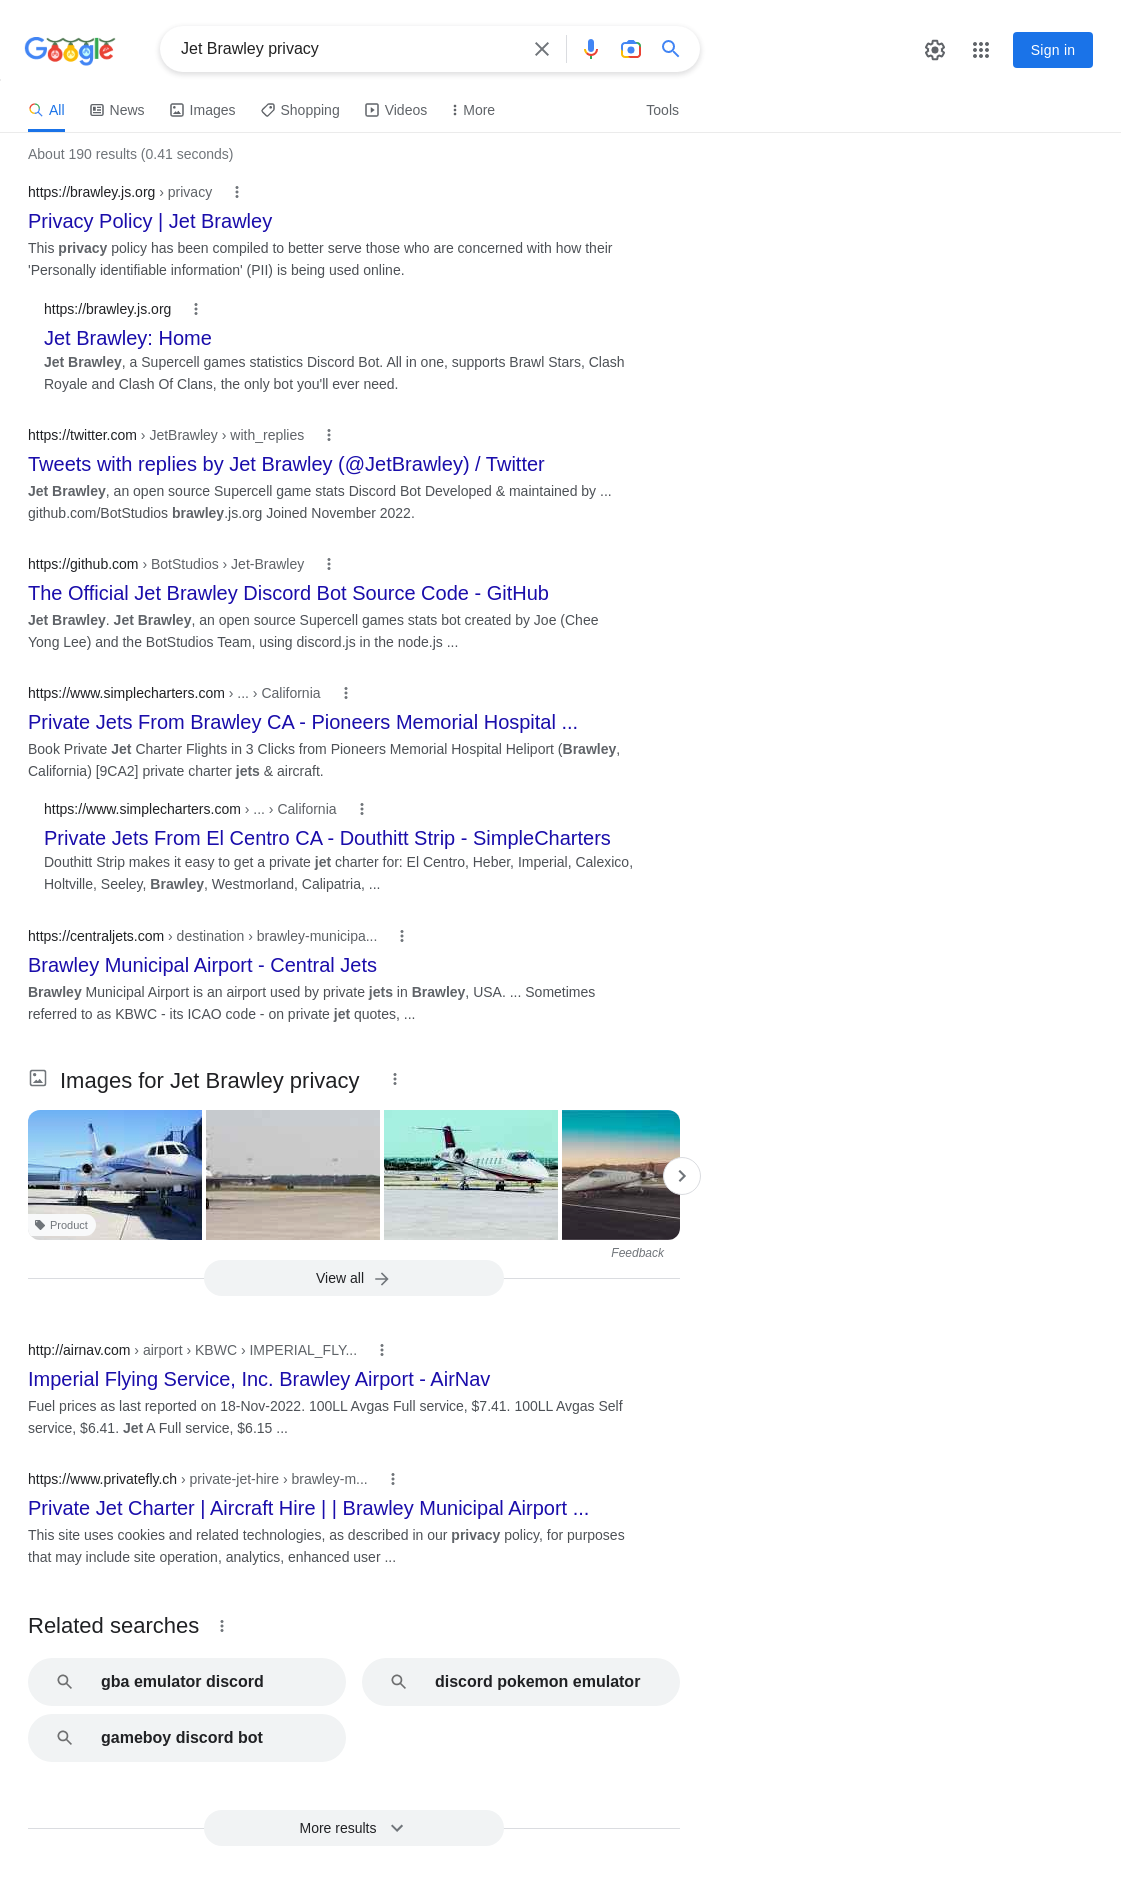 Google
Jet Brawley privacy
Sign in
All
News
Images
Shopping
Videos
More
Tools
About 190 results (0.41 seconds)
https://brawley.js.org › privacy
Privacy Policy | Jet Brawley
This privacy policy has been compiled to better serve those who are concerned with how their
'Personally identifiable information' (PII) is being used online.
https://brawley.js.org
Jet Brawley: Home
Jet Brawley, a Supercell games statistics Discord Bot. All in one, supports Brawl Stars, Clash
Royale and Clash Of Clans, the only bot you'll ever need.
https://twitter.com › JetBrawley › with_replies
Tweets with replies by Jet Brawley (@JetBrawley) / Twitter
Jet Brawley, an open source Supercell game stats Discord Bot Developed & maintained by ...
github.com/BotStudios brawley.js.org Joined November 2022.
https://github.com › BotStudios › Jet-Brawley
The Official Jet Brawley Discord Bot Source Code - GitHub
Jet Brawley. Jet Brawley, an open source Supercell games stats bot created by Joe (Chee
Yong Lee) and the BotStudios Team, using discord.js in the node.js ...
https://www.simplecharters.com › ... › California
Private Jets From Brawley CA - Pioneers Memorial Hospital ...
Book Private Jet Charter Flights in 3 Clicks from Pioneers Memorial Hospital Heliport (Brawley,
California) [9CA2] private charter jets & aircraft.
https://www.simplecharters.com › ... › California
Private Jets From El Centro CA - Douthitt Strip - SimpleCharters
Douthitt Strip makes it easy to get a private jet charter for: El Centro, Heber, Imperial, Calexico,
Holtville, Seeley, Brawley, Westmorland, Calipatria, ...
https://centraljets.com › destination › brawley-municipa...
Brawley Municipal Airport - Central Jets
Brawley Municipal Airport is an airport used by private jets in Brawley, USA. ... Sometimes
referred to as KBWC - its ICAO code - on private jet quotes, ...
Images for Jet Brawley privacy
Product
Feedback
View all
http://airnav.com › airport › KBWC › IMPERIAL_FLY...
Imperial Flying Service, Inc. Brawley Airport - AirNav
Fuel prices as last reported on 18-Nov-2022. 100LL Avgas Full service, $7.41. 100LL Avgas Self
service, $6.41. Jet A Full service, $6.15 ...
https://www.privatefly.ch › private-jet-hire › brawley-m...
Private Jet Charter | Aircraft Hire | | Brawley Municipal Airport ...
This site uses cookies and related technologies, as described in our privacy policy, for purposes
that may include site operation, analytics, enhanced user ...
Related searches
gba emulator discord
discord pokemon emulator
gameboy discord bot
More results